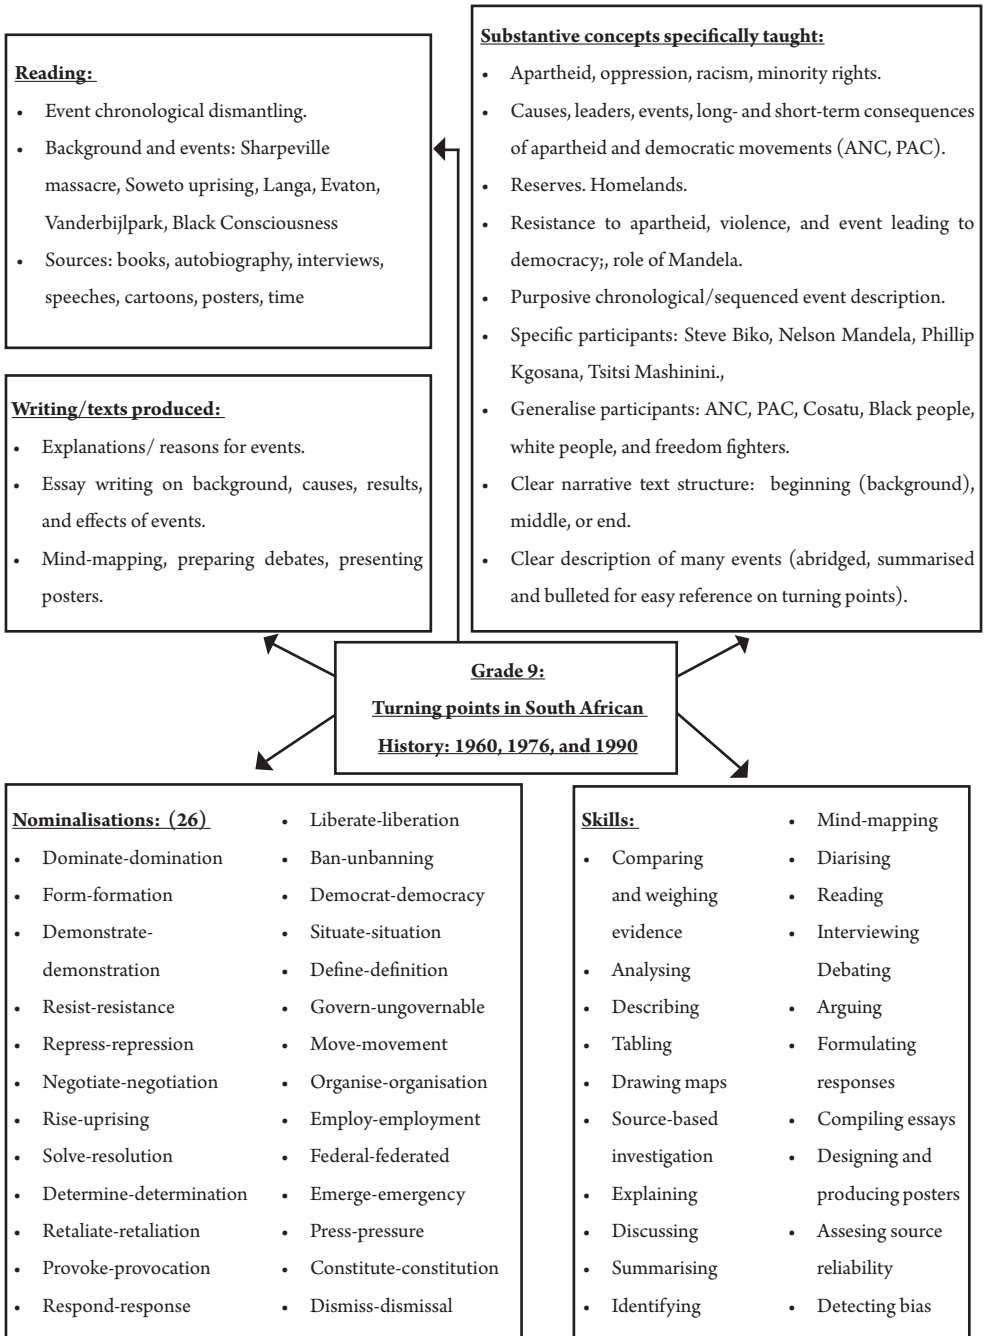 Reading:
• Event chronological dismantling.
• Background and events: Sharpeville
massacre, Soweto uprising, Langa, Evaton,
Vanderbijlpark, Black Consciousness
• Sources: books, autobiography, interviews,
speeches, cartoons, posters, time
Writing/texts produced:
• Explanations/ reasons for events.
• Essay writing on background, causes, results,
and effects of events.
• Mind-mapping, preparing debates, presenting
posters.
Substantive concepts specifically taught:
• Apartheid, oppression, racism, minority rights.
• Causes, leaders, events, long- and short-term consequences
of apartheid and democratic movements (ANC, PAC).
• Reserves. Homelands.
• Resistance to apartheid, violence, and event leading to
democracy;, role of Mandela.
• Purposive chronological/sequenced event description.
• Specific participants: Steve Biko, Nelson Mandela, Phillip
Kgosana, Tsitsi Mashinini.,
• Generalise participants: ANC, PAC, Cosatu, Black people,
white people, and freedom fighters.
• Clear narrative text structure: beginning (background),
middle, or end.
• Clear description of many events (abridged, summarised
and bulleted for easy reference on turning points).
Grade 9:
Turning points in South African
History: 1960, 1976, and 1990
Nominalisations: (26)
• Dominate-domination
• Form-formation
• Demonstrate-
demonstration
• Resist-resistance
• Repress-repression
• Negotiate-negotiation
• Rise-uprising
• Solve-resolution
• Determine-determination
• Retaliate-retaliation
• Provoke-provocation
• Respond-response
• Liberate-liberation
• Ban-unbanning
• Democrat-democracy
• Situate-situation
• Define-definition
• Govern-ungovernable
• Move-movement
• Organise-organisation
• Employ-employment
• Federal-federated
• Emerge-emergency
• Press-pressure
• Constitute-constitution
• Dismiss-dismissal
Skills:
• Comparing
and weighing
evidence
• Analysing
• Describing
• Tabling
• Drawing maps
• Source-based
investigation
• Explaining
• Discussing
• Summarising
• Identifying
• Mind-mapping
• Diarising
• Reading
• Interviewing
Debating
• Arguing
• Formulating
responses
• Compiling essays
• Designing and
producing posters
• Assesing source
reliability
• Detecting bias